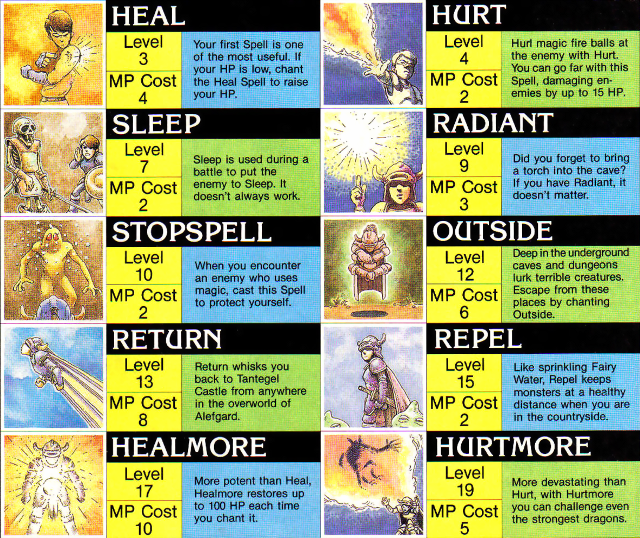 HEAL
Level
3
MP Cost
4
Your first Spell is one
of the most useful. If
your HP is low, chant
the Heal Spell to raise
your HP.
HURT
Level
4
MP Cost
2
Hurl magic fire balls at
the enemy with Hurt.
You can go far with this
Spell, damaging en-
emies by up to 15 HP.
SLEEP
Level
7
MP Cost
2
Sleep is used during a
battle to put the
enemy to Sleep. It
doesn't always work.
RADIANT
Level
9
MP Cost
3
Did you forget to bring
a torch into the cave?
If you have Radiant, it
doesn't matter.
STOPSPELL
Level
10
MP Cost
2
When you encounter
an enemy who uses
magic, cast this Spell
to protect yourself.
OUTSIDE
Level
12
MP Cost
6
Deep in the underground
caves and dungeons
lurk terrible creatures.
Escape from these
places by chanting
Outside.
RETURN
Level
13
MP Cost
8
Return whisks you
back to Tantegel
Castle from anywhere
in the overworld of
Alefgard.
REPEL
Level
15
MP Cost
2
Like sprinkling Fairy
Water, Repel keeps
monsters at a healthy
distance when you are
in the countryside.
HEALMORE
Level
17
MP Cost
10
More potent than Heal,
Healmore restores up
to 100 HP each time
you chant it.
HURTMORE
Level
19
MP Cost
5
More devastating than
Hurt, with Hurtmore
you can challenge even
the strongest dragons.